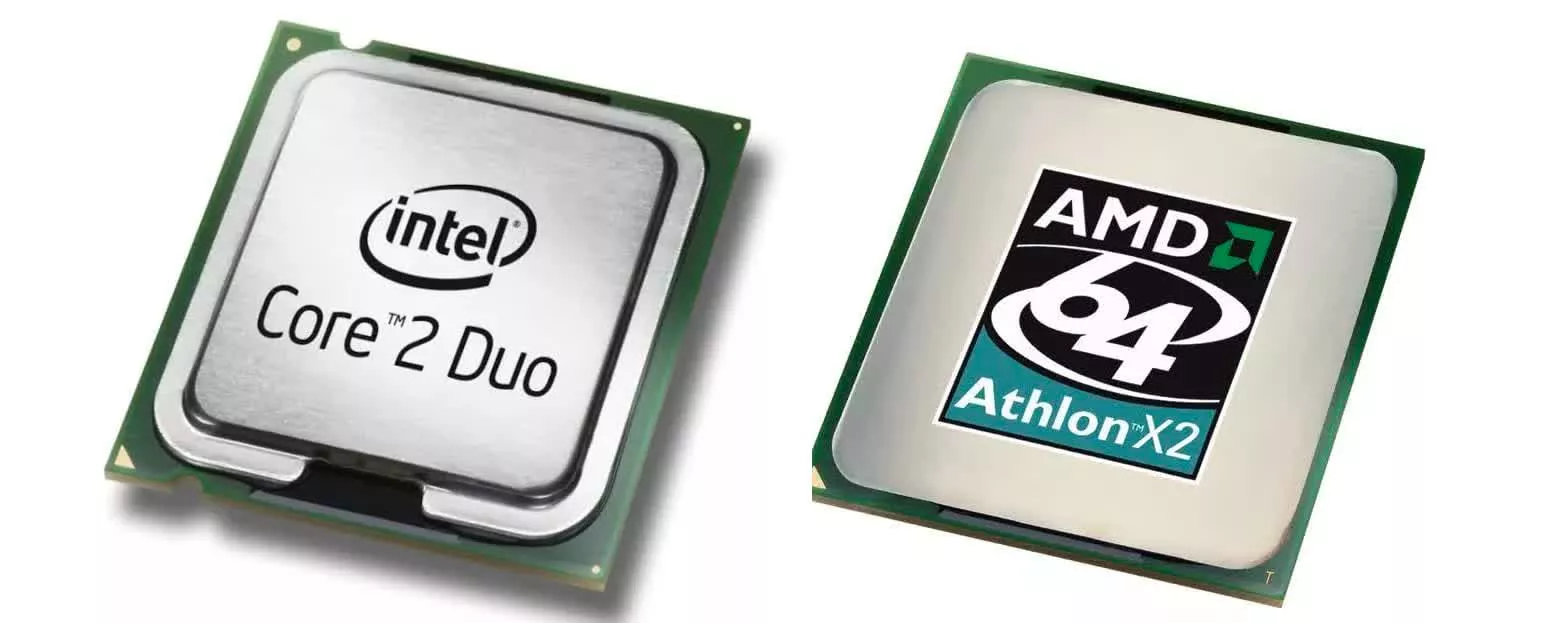 intel®
Core™2 Duo
AMD
64
Athlon™X2
T